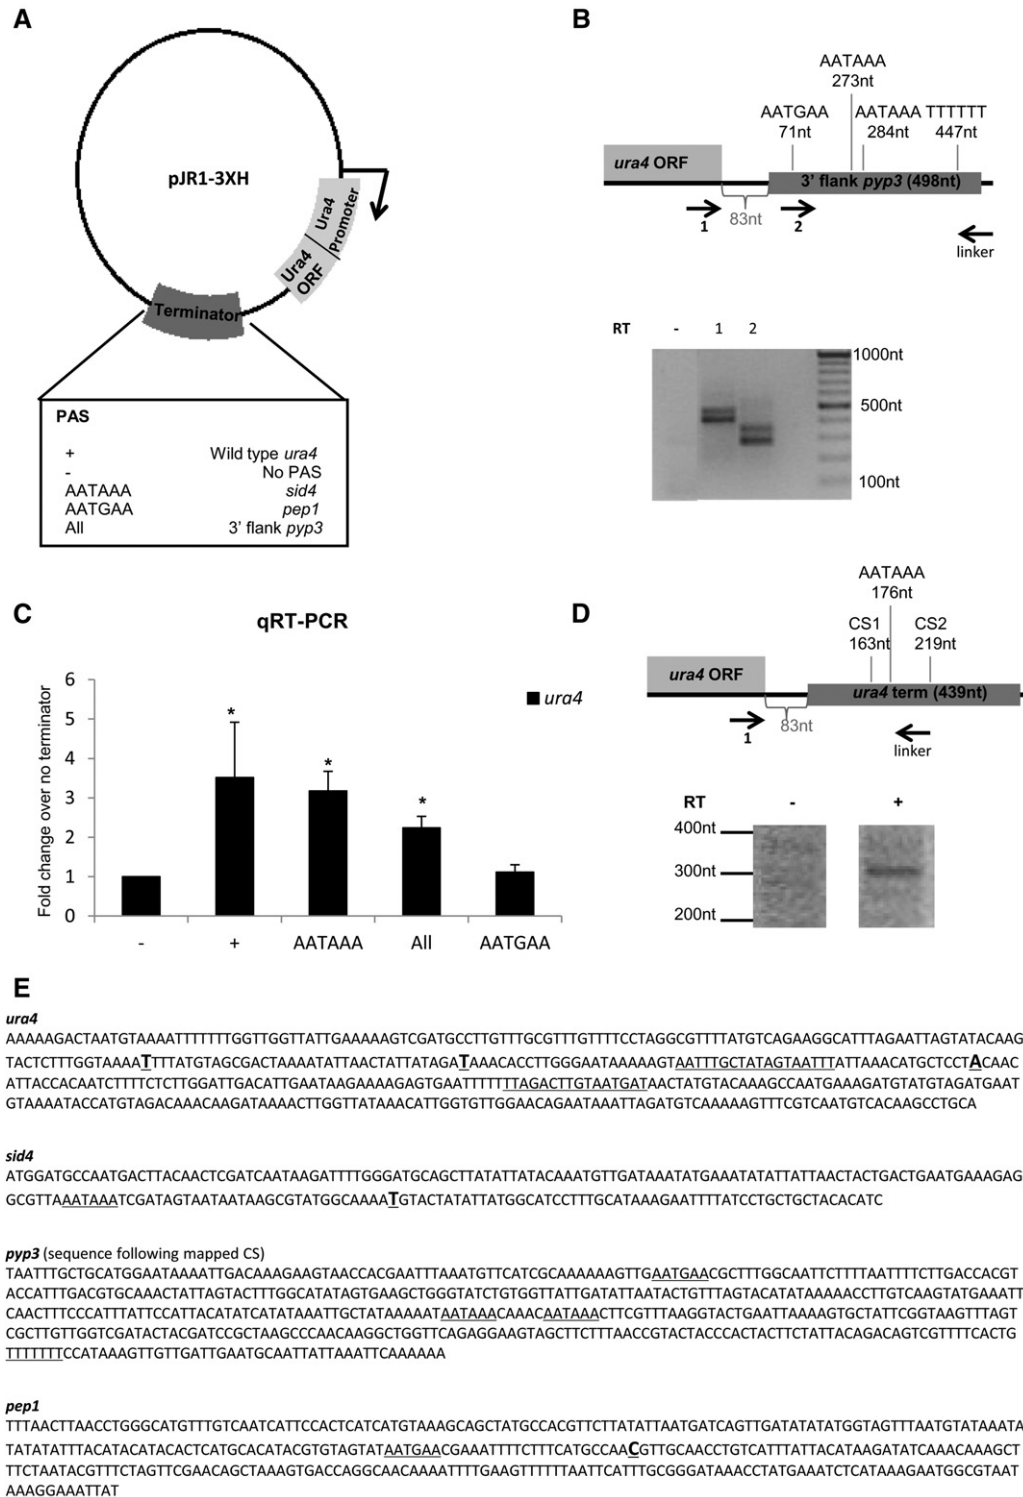 A
pJR1-3XH
Ura4 Promoter
Ura4 ORF
Terminator
PAS
+ Wild type ura4
- No PAS
AATAAA sid4
AATGAA pep1
All 3' flank pyp3
B
AATAAA
273nt
AATGAA AATAAA TTTTTT
71nt 284nt 447nt
ura4 ORF
3' flank pyp3 (498nt)
83nt
1 2
linker
RT - 1 2
1000nt
500nt
100nt
C
qRT-PCR
ura4
Fold change over no terminator
6
5
4
3
2
1
0
* * *
- + AATAAA All AATGAA
D
AATAAA
176nt
CS1 CS2
163nt 219nt
ura4 ORF
ura4 term (439nt)
83nt
1
linker
RT - +
400nt
300nt
200nt
E
ura4
AAAAAGACTAATGTAAAATTTTTTTGGTTGGTTATTGAAAAAGTCGATGCCTTGTTTGCGTTTGTTTTCCTAGGCGTTTTATGTCAGAAGGCATTTAGAATTAGTATACAAG
TACTCTTTGGTAAAATTTTATGTAGCGACTAAAATATTAACTATTATAGATAAACACCTTGGGAATAAAAAGTAATTTGCTATAGTAATTTATTAAACATGCTCCTACAAC
ATTACCACAATCTTTTCTCTTGGATTGACATTGAATAAGAAAAGAGTGAATTTTTTTAGACTTGTAATGATAACTATGTACAAAGCCAATGAAAGATGTATGTAGATGAAT
GTAAAATACCATGTAGACAAACAAGATAAAACTTGGTTATAAACATTGGTGTTGGAACAGAATAAATTAGATGTCAAAAAGTTTCGTCAATGTCACAAGCCTGCA
sid4
ATGGATGCCAATGACTTACAACTCGATCAATAAGATTTTGGGATGCAGCTTATATTATACAAATGTTGATAAATATGAAATATATTATTAACTACTGACTGAATGAAAGAG
GCGTTAAATAAATCGATAGTAATAATAAGCGTATGGCAAAATGTACTATATTATGGCATCCTTTGCATAAAGAATTTTATCCTGCTGCTACACATC
pyp3 (sequence following mapped CS)
TAATTTGCTGCATGGAATAAAATTGACAAAGAAGTAACCACGAATTTAAATGTTCATCGCAAAAAAGTTGAATGAACGCTTTGGCAATTCTTTTAATTTTCTTGACCACGT
ACCATTTGACGTGCAAACTATTAGTACTTTGGCATATAGTGAAGCTGGGTATCTGTGGTTATTGATATTAATACTGTTTAGTACATATAAAAACCTTGTCAAGTATGAAATT
CAACTTTCCCATTTATTCCATTACATATCATATAAATTGCTATAAAAATAATAAACAAACAATAAACTTCGTTTAAGGTACTGAATTAAAAGTGCTATTCGGTAAGTTTAGT
CGCTTGTTGGTCGATACTACGATCCGCTAAGCCCAACAAGGCTGGTTCAGAGGAAGTAGCTTCTTTAACCGTACTACCCACTACTTCTATTACAGACAGTCGTTTTCACTG
TTTTTTTCCATAAAGTTGTTGATTGAATGCAATTATTAAATTCAAAAAA
pep1
TTTAACTTAACCTGGGCATGTTTGTCAATCATTCCACTCATCATGTAAAGCAGCTATGCCACGTTCTTATATTAATGATCAGTTGATATATATGGTAGTTTAATGTATAAATA
TATATATTTACATACATACACTCATGCACATACGTGTAGTATAATGAACGAAATTTTCTTTCATGCCAACGTTGCAACCTGTCATTTATTACATAAGATATCAAACAAAGCT
TTCTAATACGTTTCTAGTTCGAACAGCTAAAGTGACCAGGCAACAAAATTTTGAAGTTTTTTAATTCATTTGCGGGATAAACCTATGAAATCTCATAAAGAATGGCGTAAT
AAAGGAAATTAT